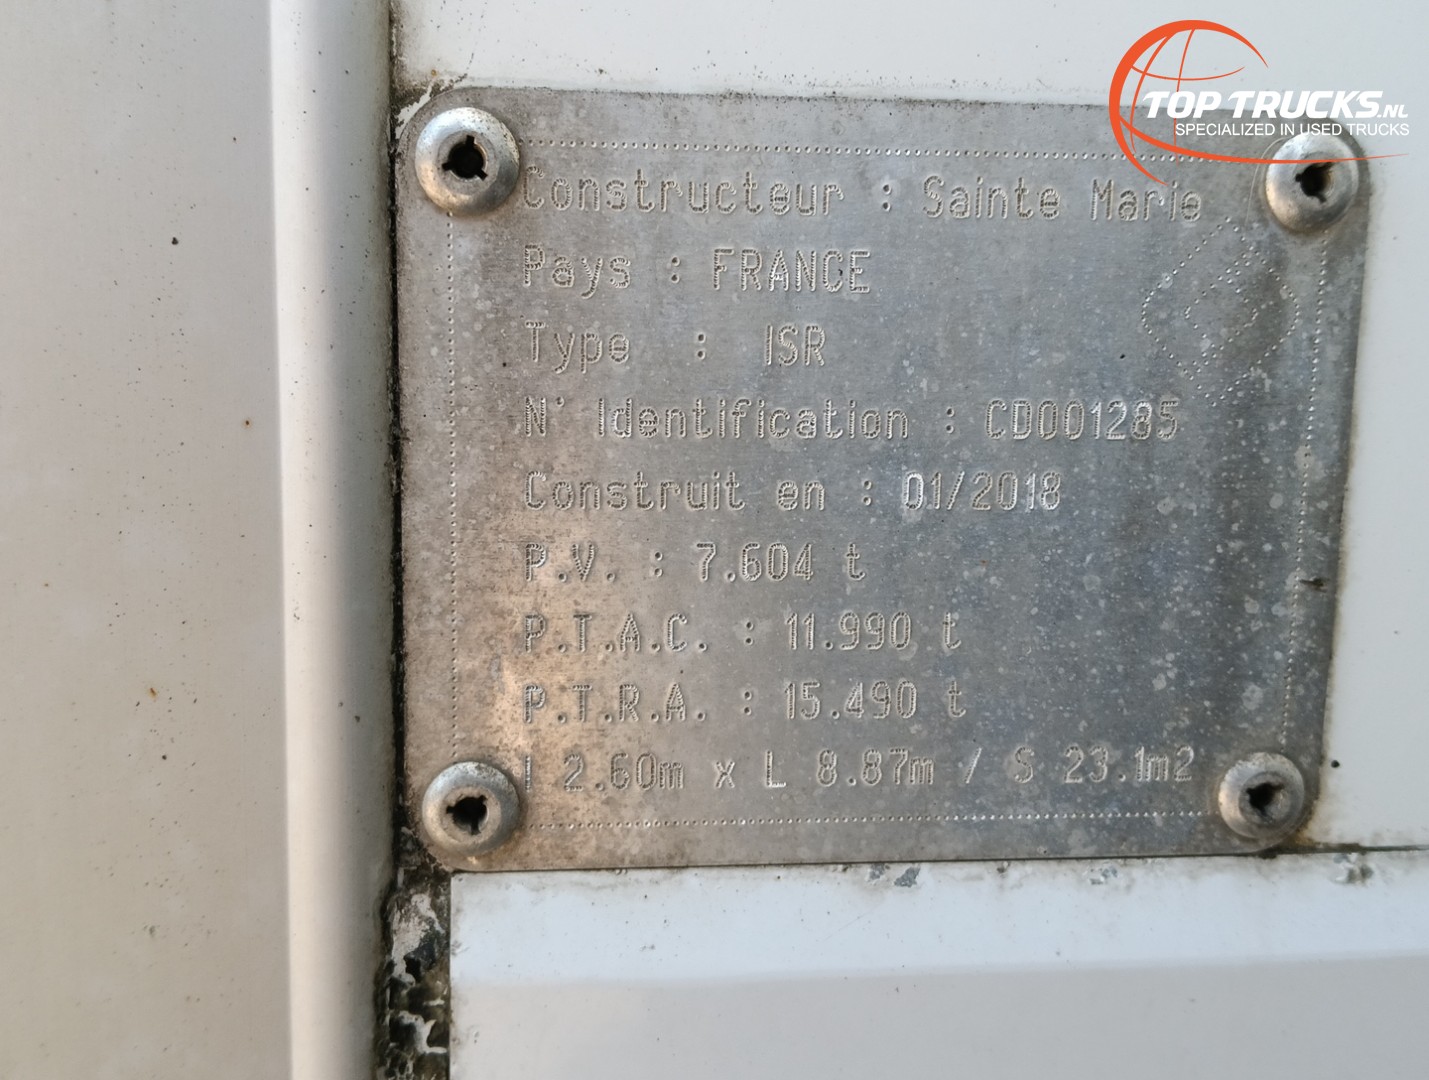 TOP TRUCKS.NL
SPECIALIZED IN USED TRUCKS
Constructeur : Sainte Marie
Pays : FRANCE
Type : ISR
N° Identification : CD001285
Construit en : 01/2018
P.V. : 7.604 t
P.T.A.C. : 11.990 t
P.T.R.A. : 15.490 t
l 2.60m x L 8.87m / S 23.1m2